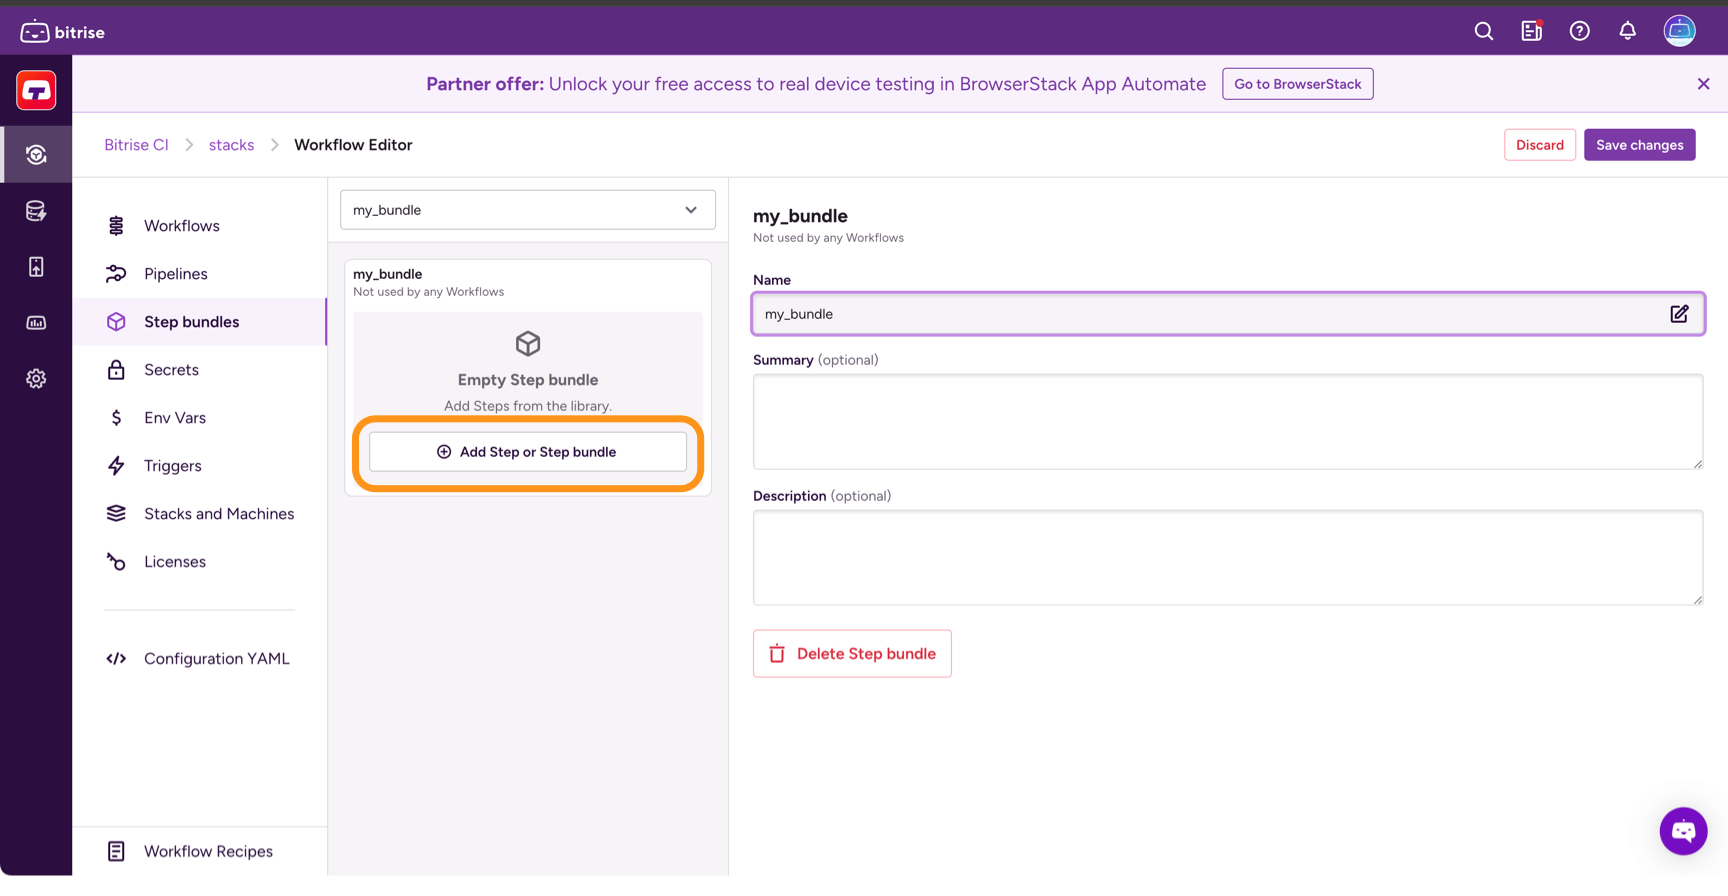 bitrise
Partner offer: Unlock your free access to real device testing in BrowserStack App Automate
Go to BrowserStack
Bitrise CI
stacks
Workflow Editor
Discard
Save changes
Workflows
Pipelines
Step bundles
Secrets
$ Env Vars
Triggers
Stacks and Machines
Licenses
</> Configuration YAML
Workflow Recipes
my_bundle
my_bundle
Not used by any Workflows
Empty Step bundle
Add Steps from the library.
Add Step or Step bundle
my_bundle
Not used by any Workflows
Name
my_bundle
Summary (optional)
Description (optional)
Delete Step bundle